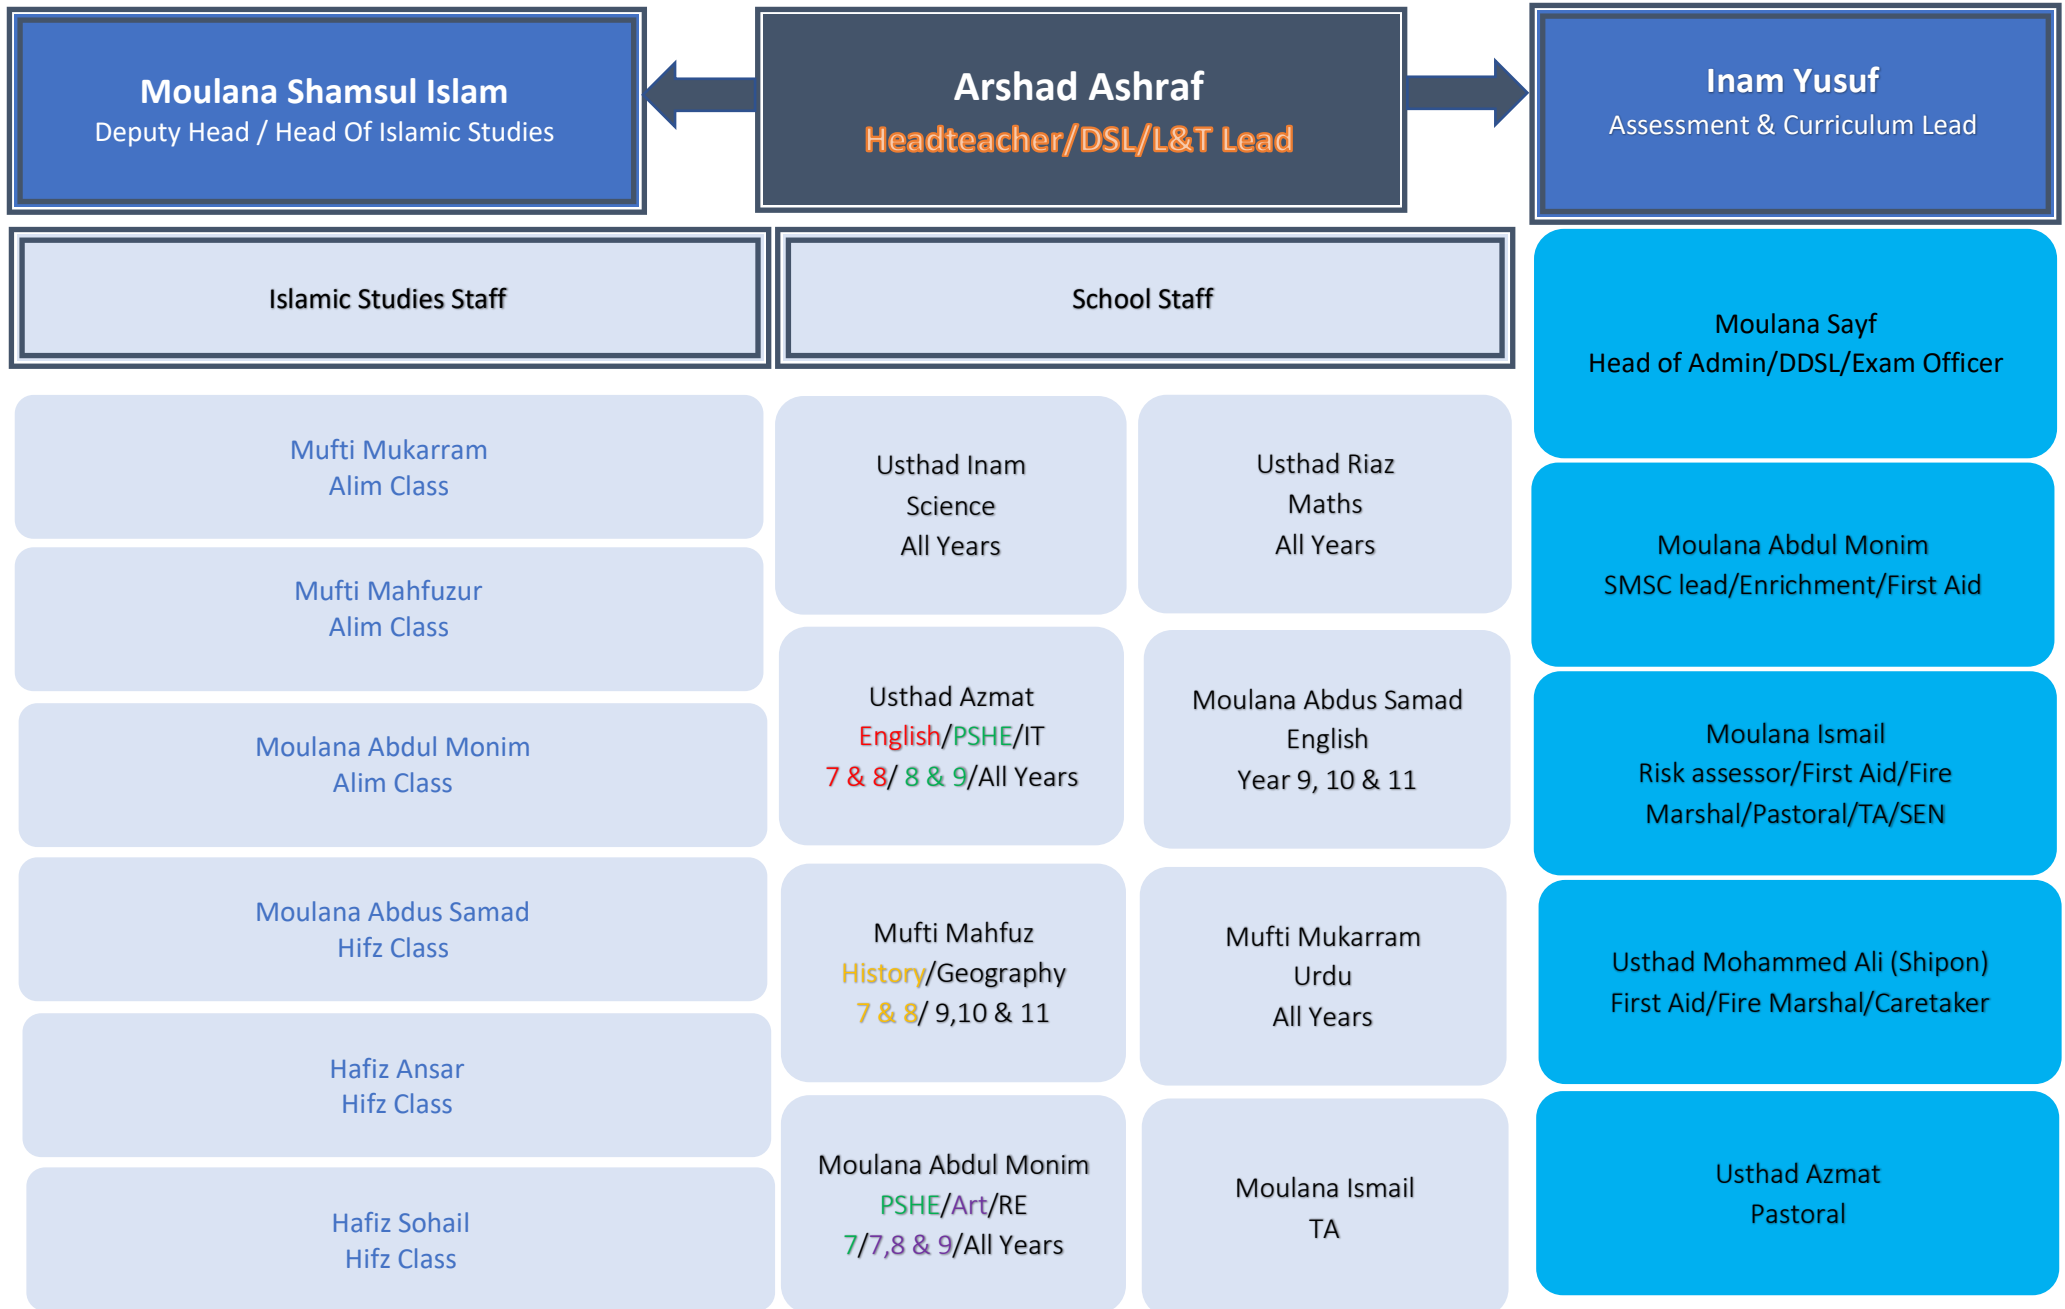 Moulana Shamsul Islam
Deputy Head / Head Of Islamic Studies
Arshad Ashraf
Headteacher/DSL/L&T Lead
Inam Yusuf
Assessment & Curriculum Lead
Islamic Studies Staff
Mufti Mukarram
Alim Class
Mufti Mahfuzur
Alim Class
Moulana Abdul Monim
Alim Class
Moulana Abdus Samad
Hifz Class
Hafiz Ansar
Hifz Class
Hafiz Sohail
Hifz Class
School Staff
Usthad Inam
Science
All Years
Usthad Riaz
Maths
All Years
Usthad Azmat
English/PSHE/IT
7 & 8/ 8 & 9/All Years
Moulana Abdus Samad
English
Year 9, 10 & 11
Mufti Mahfuz
History/Geography
7 & 8/ 9,10 & 11
Mufti Mukarram
Urdu
All Years
Moulana Abdul Monim
PSHE/Art/RE
7/7,8 & 9/All Years
Moulana Ismail
TA
Moulana Sayf
Head of Admin/DDSL/Exam Officer
Moulana Abdul Monim
SMSC lead/Enrichment/First Aid
Moulana Ismail
Risk assessor/First Aid/Fire
Marshal/Pastoral/TA/SEN
Usthad Mohammed Ali (Shipon)
First Aid/Fire Marshal/Caretaker
Usthad Azmat
Pastoral